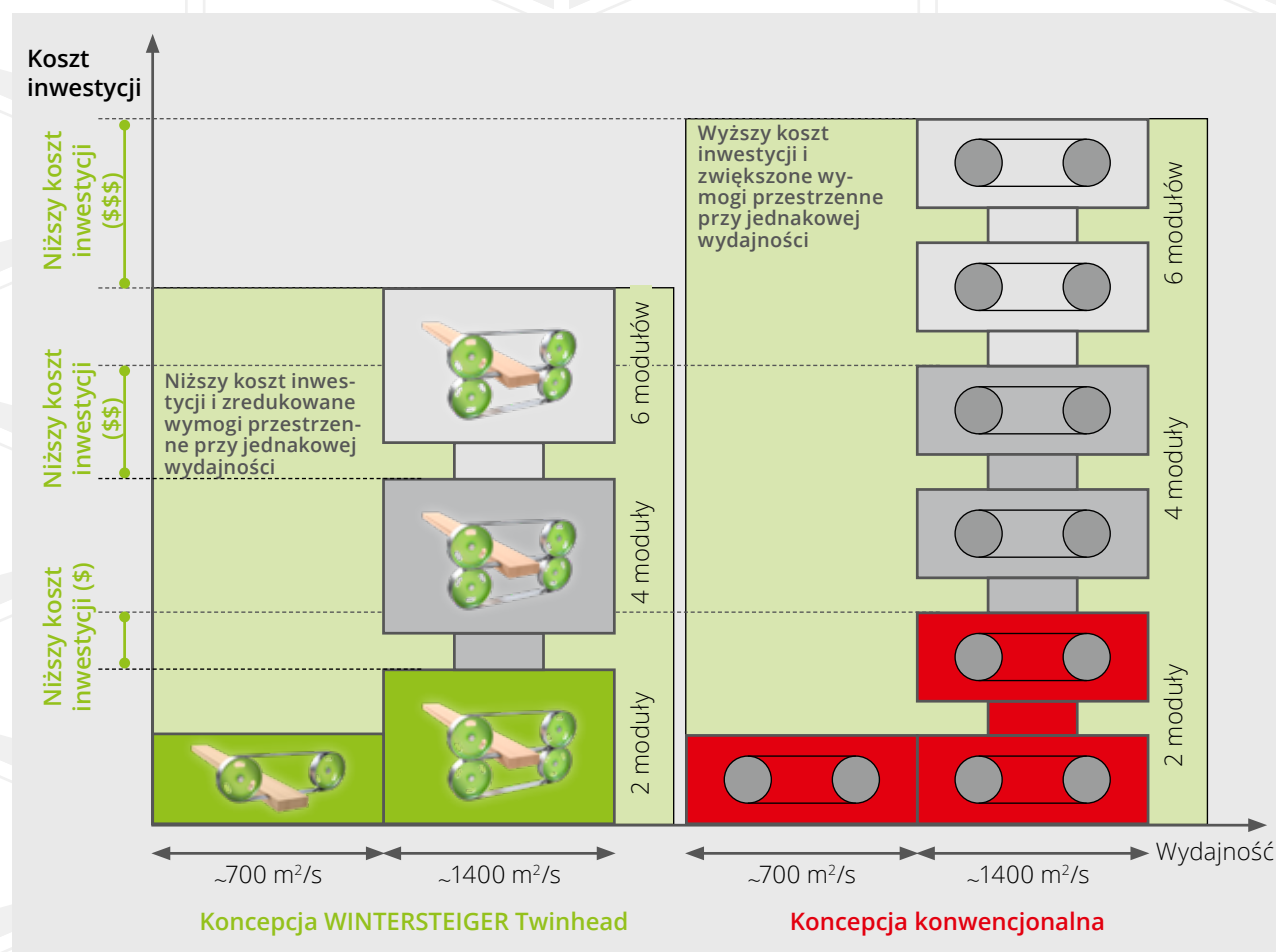 Koszt
inwestycji
Niższy koszt
inwestycji
($$$)
Niższy koszt
inwestycji
($$)
Niższy koszt
inwestycji ($)
Niższy koszt inwes-
tycji i zredukowane
wymogi przestrzen-
ne przy jednakowej
wydajności
6 modułów
4 moduły
2 moduły
Wyższy koszt
inwestycji i
zwiększone wy-
mogi przestrzenne
przy jednakowej
wydajności
6 modułów
4 moduły
2 moduły
~700 m²/s
~1400 m²/s
~700 m²/s
~1400 m²/s
Wydajność
Koncepcja WINTERSTEIGER Twinhead
Koncepcja konwencjonalna